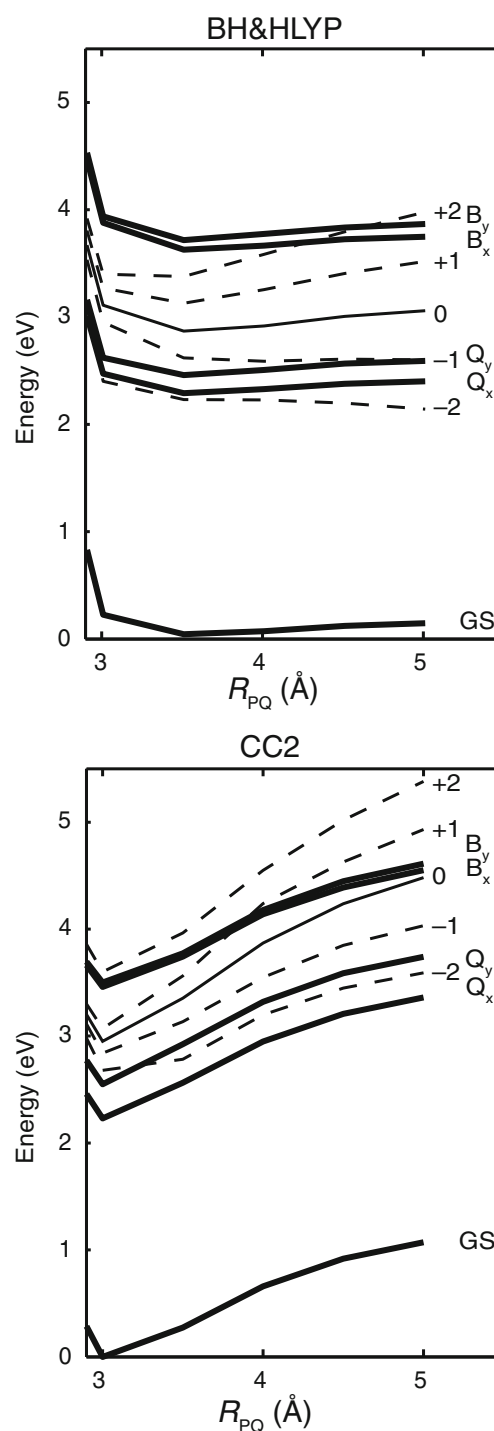 BH&HLYP
5
4
3
2
1
0
Energy (eV)
+2 B_y
B_x
+1
0
−1 Q_y
Q_x
−2
GS
3 4 5
R_PQ (Å)
CC2
5
4
3
2
1
0
Energy (eV)
+2
+1
B_y
B_x
0
−1
Q_y
−2
Q_x
GS
3 4 5
R_PQ (Å)